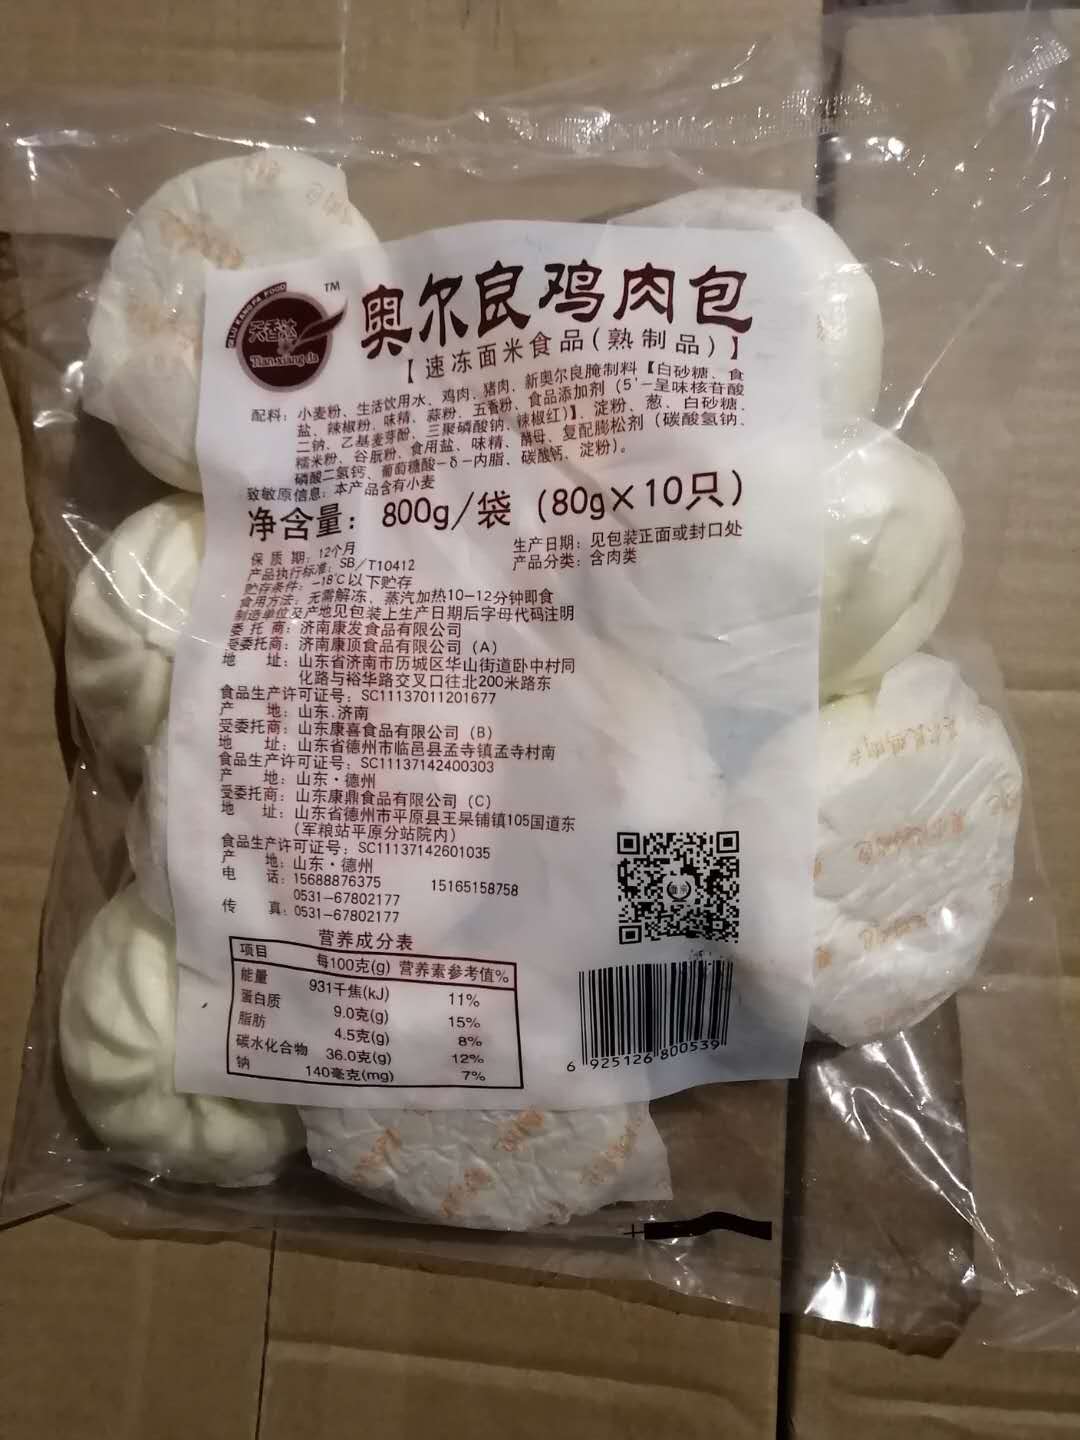 TM
天香达
Tianxiang da
奥尔良鸡肉包
【速冻面米食品(熟制品)】
配料：小麦粉、生活饮用水、鸡肉、猪肉、新奥尔良腌制料【白砂糖、食
盐、辣椒粉、味精、蒜粉、五香粉、食品添加剂（5'-呈味核苷酸
二钠、乙基麦芽酚、三聚磷酸钠、辣椒红）】、淀粉、葱、白砂糖、
糯米粉、谷朊粉、食用盐、味精、酵母、复配膨松剂（碳酸氢钠、
磷酸二氢钙、葡萄糖酸-δ-内脂、碳酸钙、淀粉）。
致敏原信息：本产品含有小麦
净含量：800g/袋（80g×10只）
保质期：12个月
生产日期：见包装正面或封口处
产品执行标准：SB/T10412
产品分类：含肉类
贮存条件：-18℃以下贮存
食用方法：无需解冻、蒸汽加热10-12分钟即食
制造单位及产地见包装上生产日期后字母代码注明
委托商：济南康发食品有限公司
受委托商：济南康顶食品有限公司（A）
地址：山东省济南市历城区华山街道卧中村同
化路与裕华路交叉口往北200米路东
食品生产许可证号：SC11137011201677
产地：山东.济南
受委托商：山东康喜食品有限公司（B）
地址：山东省德州市临邑县孟寺镇孟寺村南
食品生产许可证号：SC11137142400303
产地：山东·德州
受委托商：山东康鼎食品有限公司（C）
地址：山东省德州市平原县王杲铺镇105国道东
（军粮站平原分站院内）
食品生产许可证号：SC11137142601035
产地：山东·德州
电话：15688876375 15165158758
0531-67802177
传真：0531-67802177
营养成分表
项目 每100克(g) 营养素参考值%
能量 931千焦(kJ) 11%
蛋白质 9.0克(g) 15%
脂肪 4.5克(g) 8%
碳水化合物 36.0克(g) 12%
钠 140毫克(mg) 7%
6 925126 800539